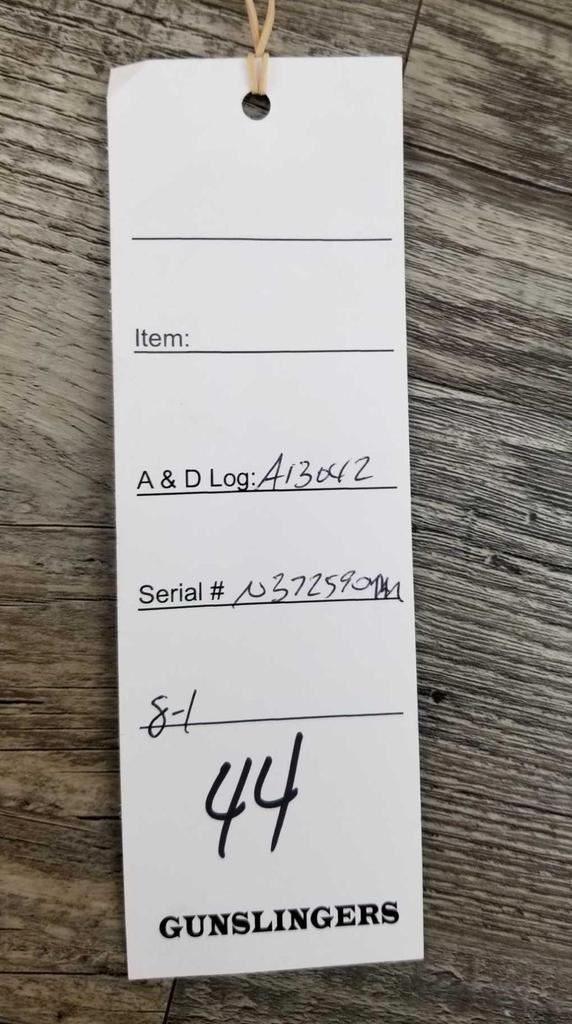 Item:
A & D Log: A13042
Serial #
8-1
44
GUNSLINGERS